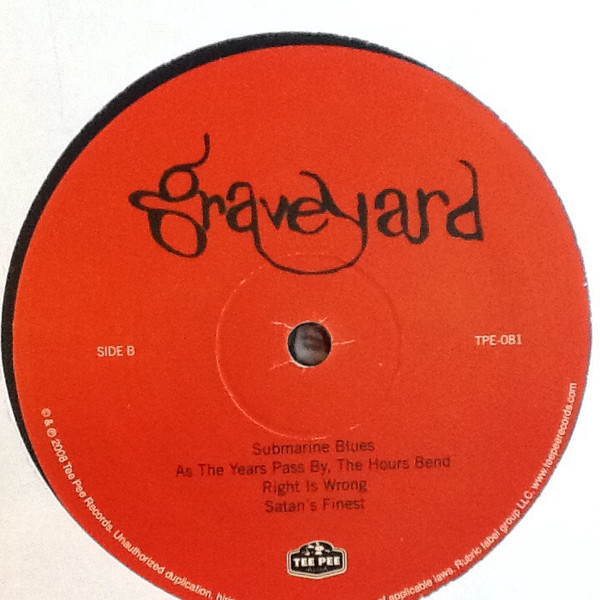 graveyard
SIDE B
TPE-081
Submarine Blues
As The Years Pass By, The Hours Bend
Right Is Wrong
Satan's Finest
TEE PEE
© & ℗ 2008 Tee Pee Records. Unauthorized duplication, of applicable laws. Rubric label group LLC. www.teepeerecords.com